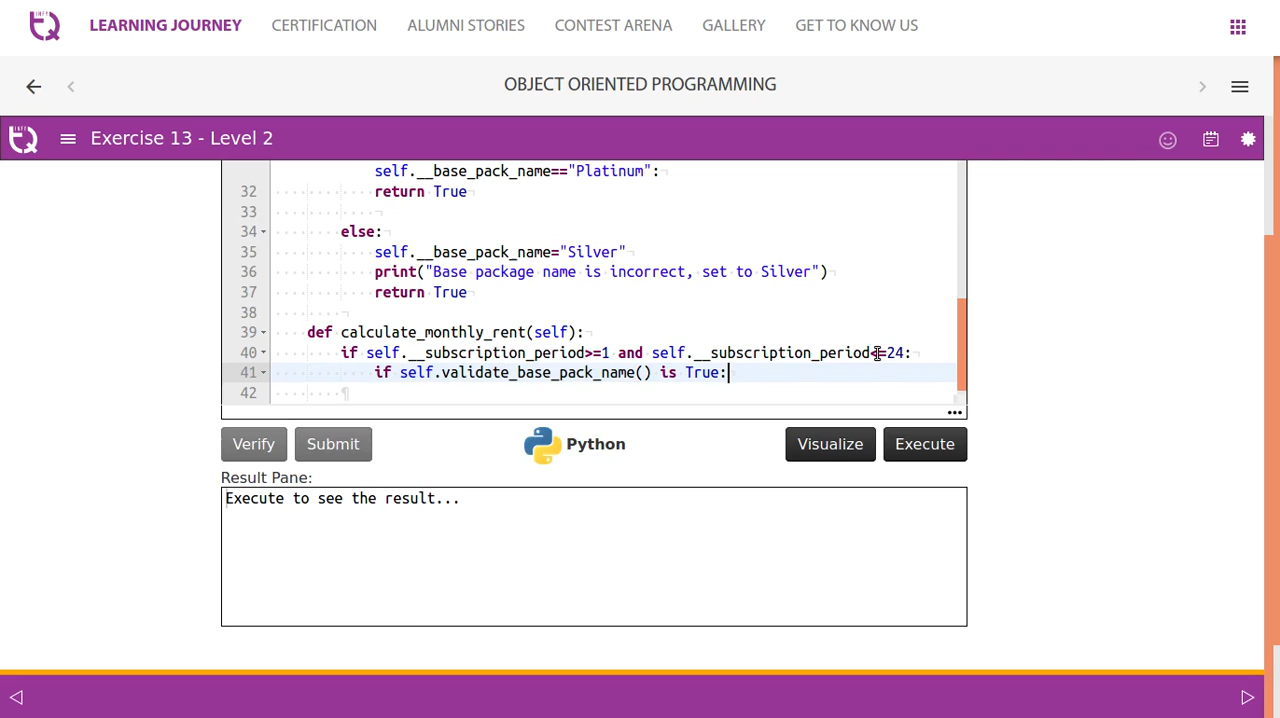 LEARNING JOURNEY CERTIFICATION ALUMNI STORIES CONTEST ARENA GALLERY GET TO KNOW US
OBJECT ORIENTED PROGRAMMING
Exercise 13 - Level 2
self.__base_pack_name=="Platinum":
32 return True
33
34 else:
35 self.__base_pack_name="Silver"
36 print("Base package name is incorrect, set to Silver")
37 return True
38
39 def calculate_monthly_rent(self):
40 if self.__subscription_period>=1 and self.__subscription_period<=24:
41 if self.validate_base_pack_name() is True:
42
Verify Submit Python Visualize Execute
Result Pane:
Execute to see the result...